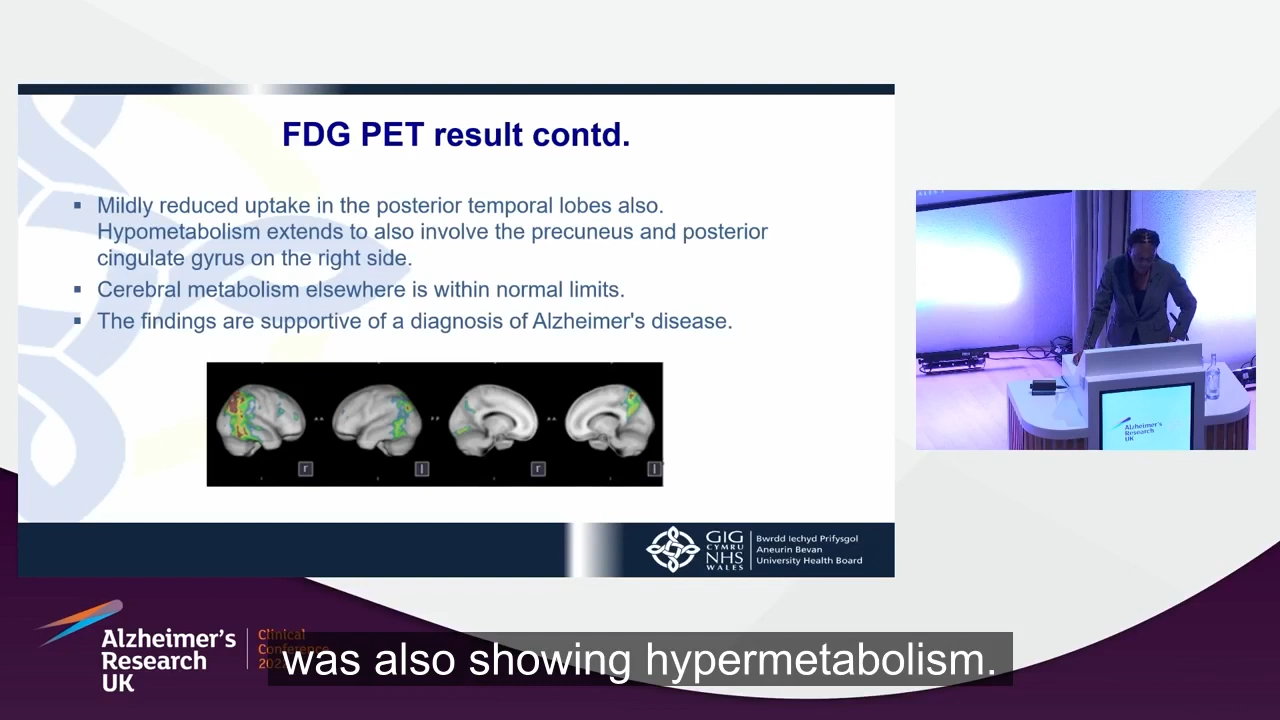 FDG PET result contd.
Mildly reduced uptake in the posterior temporal lobes also.
Hypometabolism extends to also involve the precuneus and posterior
cingulate gyrus on the right side.
Cerebral metabolism elsewhere is within normal limits.
The findings are supportive of a diagnosis of Alzheimer's disease.
r
l
r
l
GIG
CYMRU
NHS
WALES
Bwrdd Iechyd Prifysgol
Aneurin Bevan
University Health Board
Alzheimer's
Research
UK
Alzheimer's
Research
UK
Clinical
was also showing hypermetabolism.